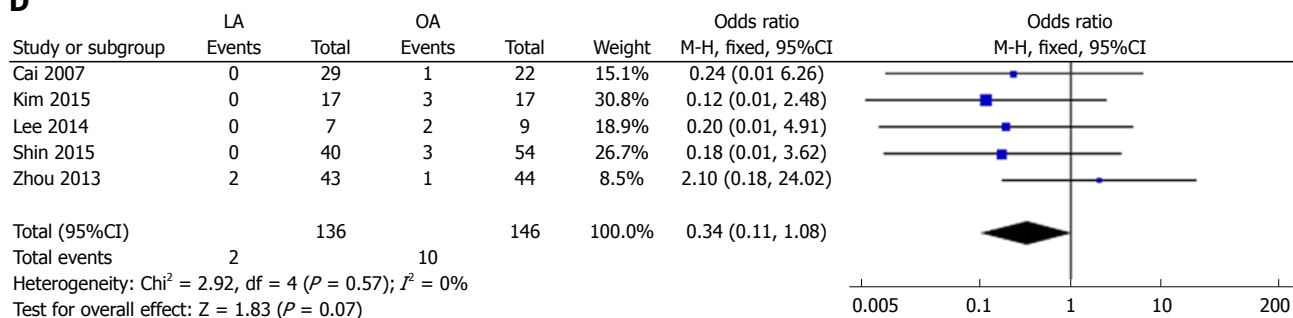 D
LA OA Odds ratio Odds ratio
Study or subgroup Events Total Events Total Weight M-H, fixed, 95%CI M-H, fixed, 95%CI
Cai 2007 0 29 1 22 15.1% 0.24 (0.01 6.26)
Kim 2015 0 17 3 17 30.8% 0.12 (0.01, 2.48)
Lee 2014 0 7 2 9 18.9% 0.20 (0.01, 4.91)
Shin 2015 0 40 3 54 26.7% 0.18 (0.01, 3.62)
Zhou 2013 2 43 1 44 8.5% 2.10 (0.18, 24.02)
Total (95%CI) 136 146 100.0% 0.34 (0.11, 1.08)
Total events 2 10
Heterogeneity: Chi² = 2.92, df = 4 (P = 0.57); I² = 0%
Test for overall effect: Z = 1.83 (P = 0.07)
0.005 0.1 1 10 200